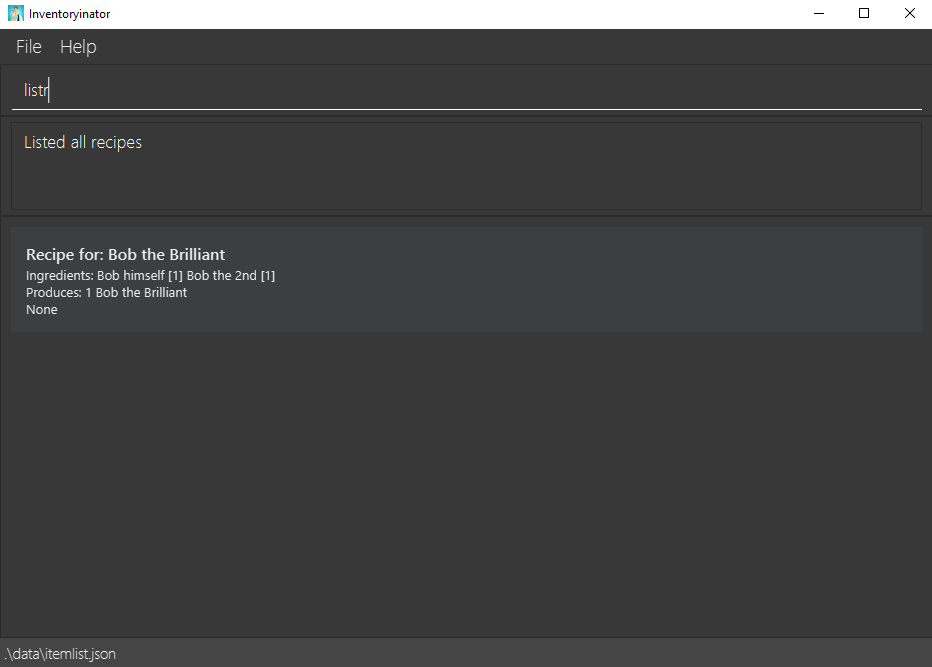 Inventoryinator
File Help
listr
Listed all recipes
Recipe for: Bob the Brilliant
Ingredients: Bob himself [1] Bob the 2nd [1]
Produces: 1 Bob the Brilliant
None
.\data\itemlist.json